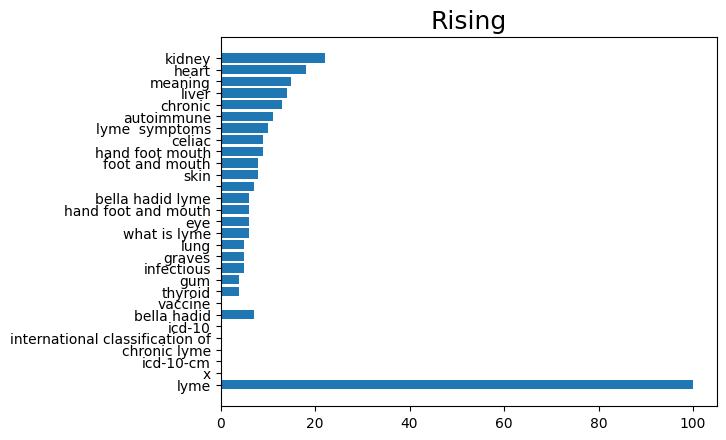 Rising
kidney
heart
meaning
liver
chronic
autoimmune
lyme  symptoms
celiac
hand foot mouth
foot and mouth
skin
bella hadid lyme
hand foot and mouth
eye
what is lyme
lung
graves
infectious
gum
thyroid
vaccine
bella hadid
icd-10
international classification of
chronic lyme
icd-10-cm
x
lyme
0 20 40 60 80 100